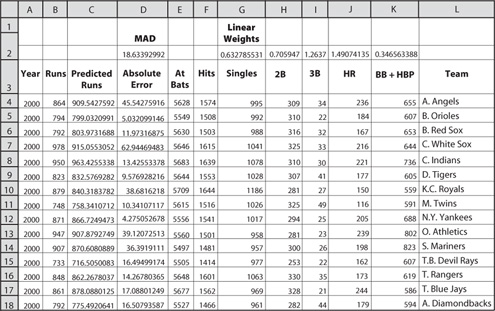 A B C D E F G H I J K L
1 MAD Linear Weights
2 18.63392992 0.632785531 0.705947 1.2637 1.49074135 0.346563388
3 Year Runs Predicted Runs Absolute Error At Bats Hits Singles 2B 3B HR BB + HBP Team
4 2000 864 909.5427592 45.54275916 5628 1574 995 309 34 236 655 A. Angels
5 2000 794 799.0320991 5.032099146 5549 1508 992 310 22 184 607 B. Orioles
6 2000 792 803.9731688 11.97316875 5630 1503 988 316 32 167 653 B. Red Sox
7 2000 978 915.0553052 62.94469483 5646 1615 1041 325 33 216 644 C. White Sox
8 2000 950 963.4255338 13.42553378 5683 1639 1078 310 30 221 736 C. Indians
9 2000 823 832.5769282 9.576928216 5644 1553 1028 307 41 177 605 D. Tigers
10 2000 879 840.3183782 38.6816218 5709 1644 1186 281 27 150 559 K.C. Royals
11 2000 748 758.3410712 10.34107117 5615 1516 1026 325 49 116 591 M. Twins
12 2000 871 866.7249473 4.275052678 5556 1541 1017 294 25 205 688 N.Y. Yankees
13 2000 947 907.8792749 39.12072513 5560 1501 958 281 23 239 802 O. Athletics
14 2000 907 870.6080889 36.3919111 5497 1481 957 300 26 198 823 S. Mariners
15 2000 733 716.5005083 16.49499174 5505 1414 977 253 22 162 607 T.B. Devil Rays
16 2000 848 862.2678037 14.26780365 5648 1601 1063 330 35 173 619 T. Rangers
17 2000 861 878.0880125 17.08801249 5677 1562 969 328 21 244 586 T. Blue Jays
18 2000 792 775.4920641 16.50793587 5527 1466 961 282 44 179 594 A. Diamondbacks